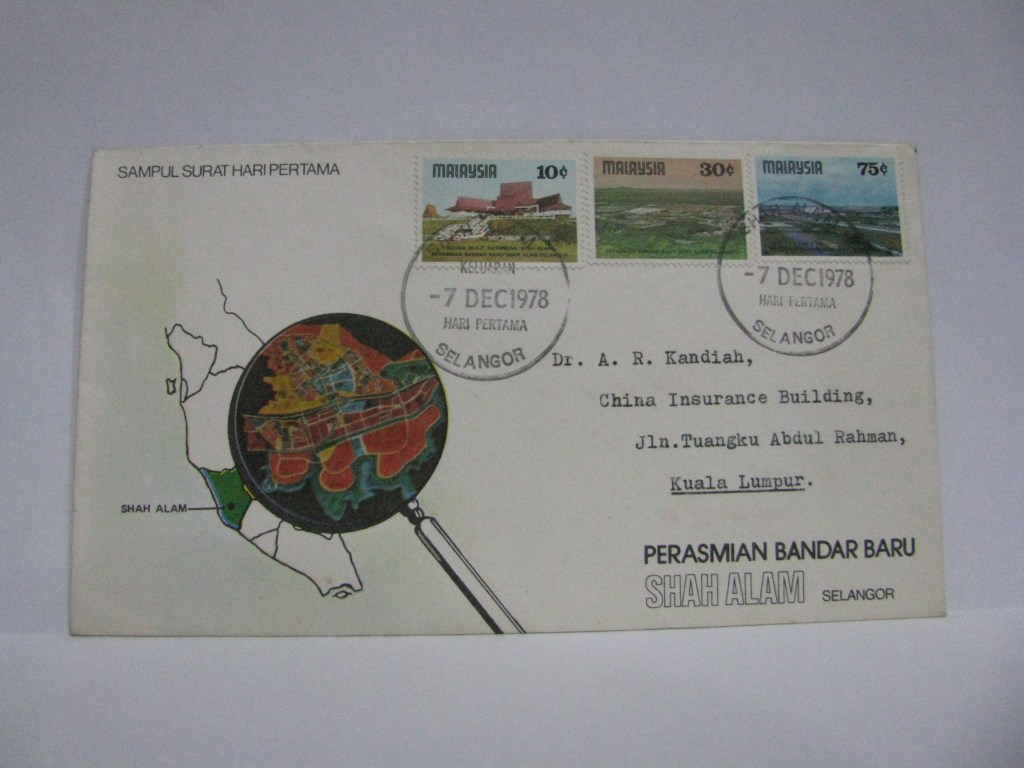 SAMPUL SURAT HARI PERTAMA
MALAYSIA 10¢
MALAYSIA 30¢
MALAYSIA 75¢
KELUARAN
-7 DEC1978
HARI PERTAMA
SELANGOR
-7 DEC 1978
HARI PERTAMA
SELANGOR
Dr. A. R. Kandiah,
China Insurance Building,
Jln.Tuangku Abdul Rahman,
Kuala Lumpur.
SHAH ALAM
PERASMIAN BANDAR BARU
SHAH ALAM SELANGOR